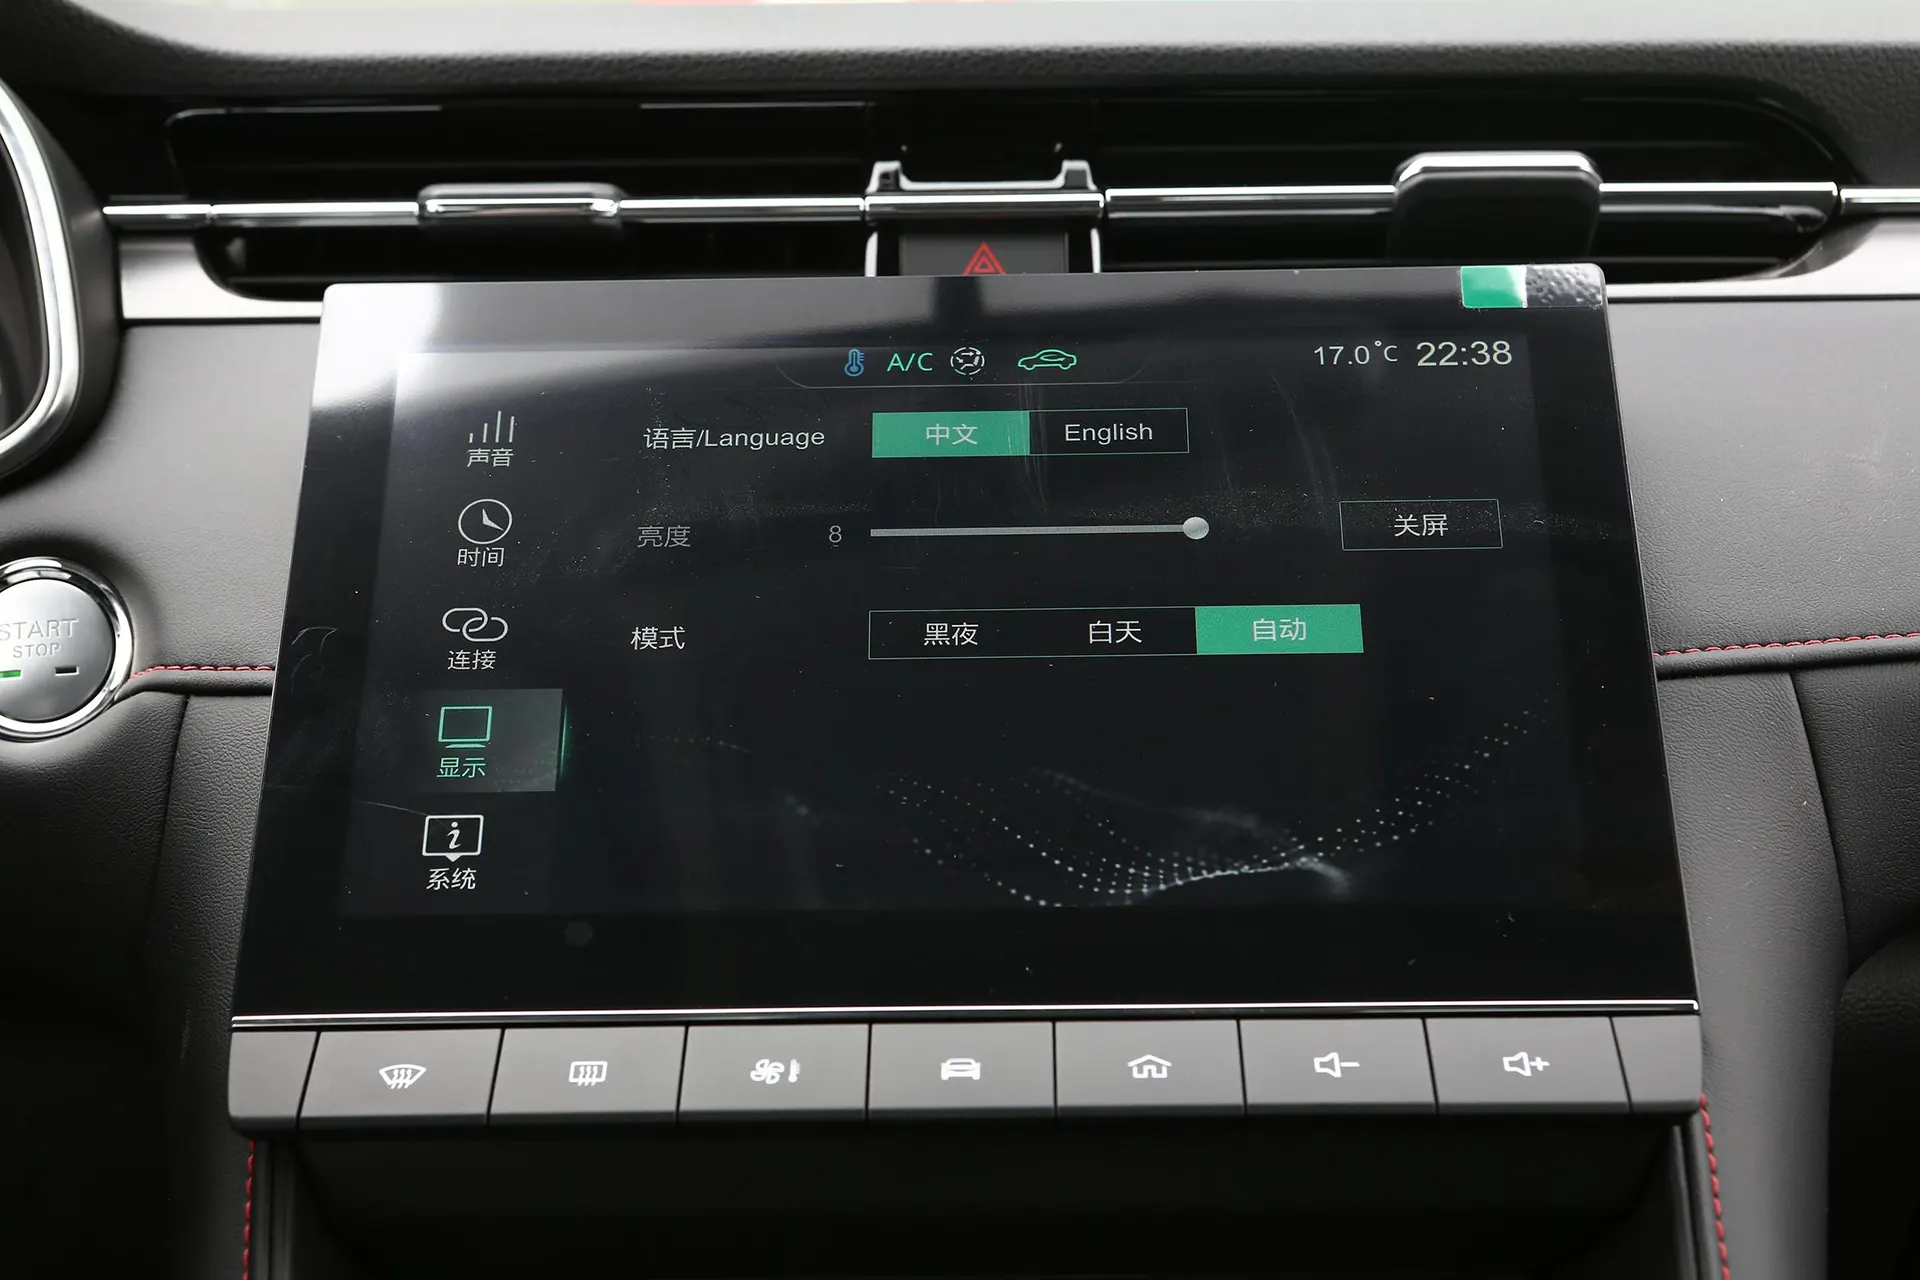 A/C
17.0℃ 22:38
声音
时间
连接
显示
系统
语言/Language 中文 English
亮度 8 关屏
模式 黑夜 白天 自动
START
STOP